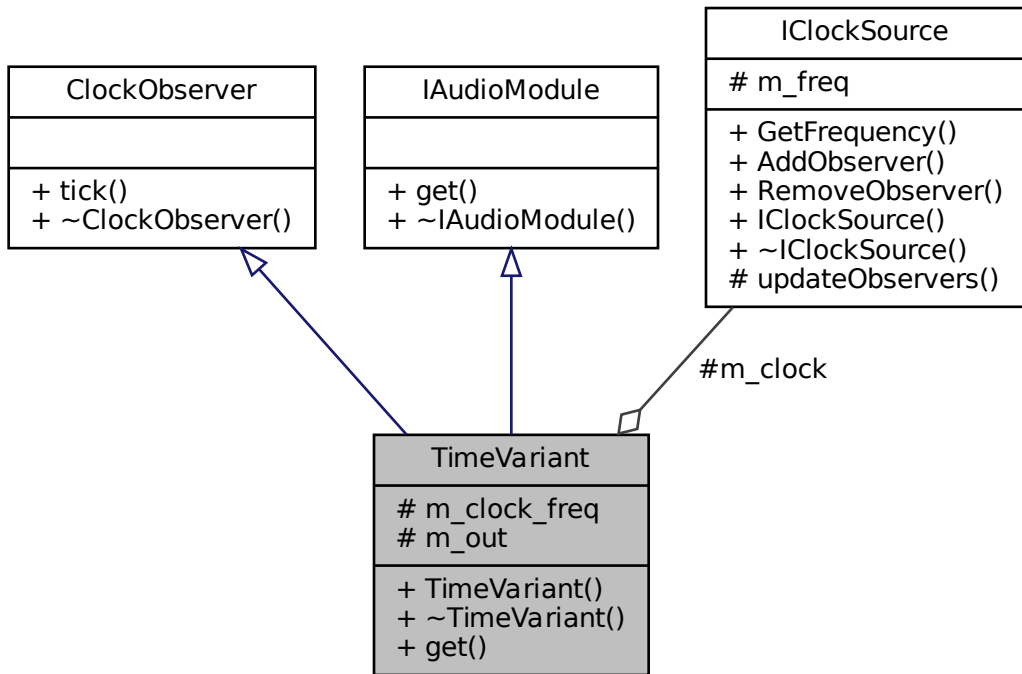 ClockObserver
+ tick()
+ ~ClockObserver()
IAudioModule
+ get()
+ ~IAudioModule()
IClockSource
# m_freq
+ GetFrequency()
+ AddObserver()
+ RemoveObserver()
+ IClockSource()
+ ~IClockSource()
# updateObservers()
#m_clock
TimeVariant
# m_clock_freq
# m_out
+ TimeVariant()
+ ~TimeVariant()
+ get()